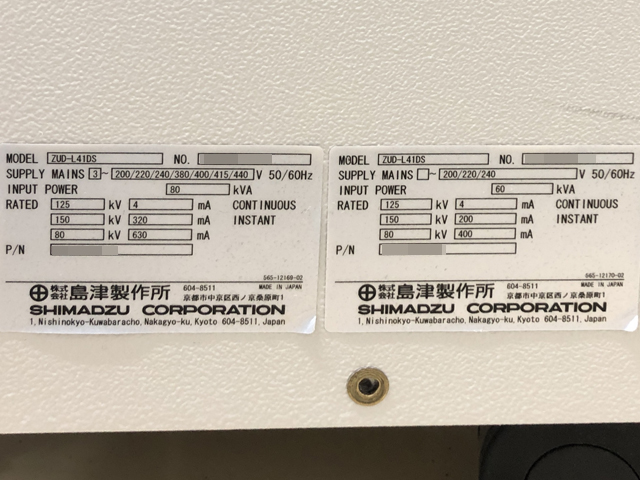 MODEL ZUD-L41DS NO.
SUPPLY MAINS 3~ 200/220/240/380/400/415/440 V 50/60Hz
INPUT POWER 80 kVA
RATED 125 kV 4 mA CONTINUOUS
150 kV 320 mA INSTANT
80 kV 630 mA
P/N
S65-12169-02
MADE IN JAPAN
株式会社 島津製作所 604-8511
京都市中京区西ノ京桑原町1
SHIMADZU CORPORATION
1, Nishinokyo-Kuwabaracho, Nakagyo-ku, Kyoto 604-8511, Japan
MODEL ZUD-L41DS NO.
SUPPLY MAINS ~ 200/220/240 V 50/60Hz
INPUT POWER 60 kVA
RATED 125 kV 4 mA CONTINUOUS
150 kV 200 mA INSTANT
80 kV 400 mA
P/N
S65-12170-02
MADE IN JAPAN
株式会社 島津製作所 604-8511
京都市中京区西ノ京桑原町1
SHIMADZU CORPORATION
1, Nishinokyo-Kuwabaracho, Nakagyo-ku, Kyoto 604-8511, Japan